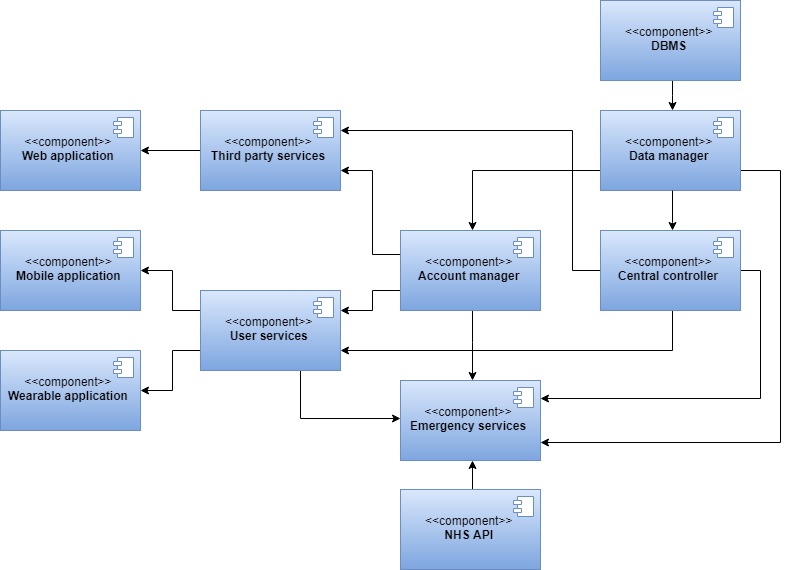 <<component>>
DBMS
<<component>>
Web application
<<component>>
Third party services
<<component>>
Data manager
<<component>>
Mobile application
<<component>>
Account manager
<<component>>
Central controller
<<component>>
User services
<<component>>
Wearable application
<<component>>
Emergency services
<<component>>
NHS API